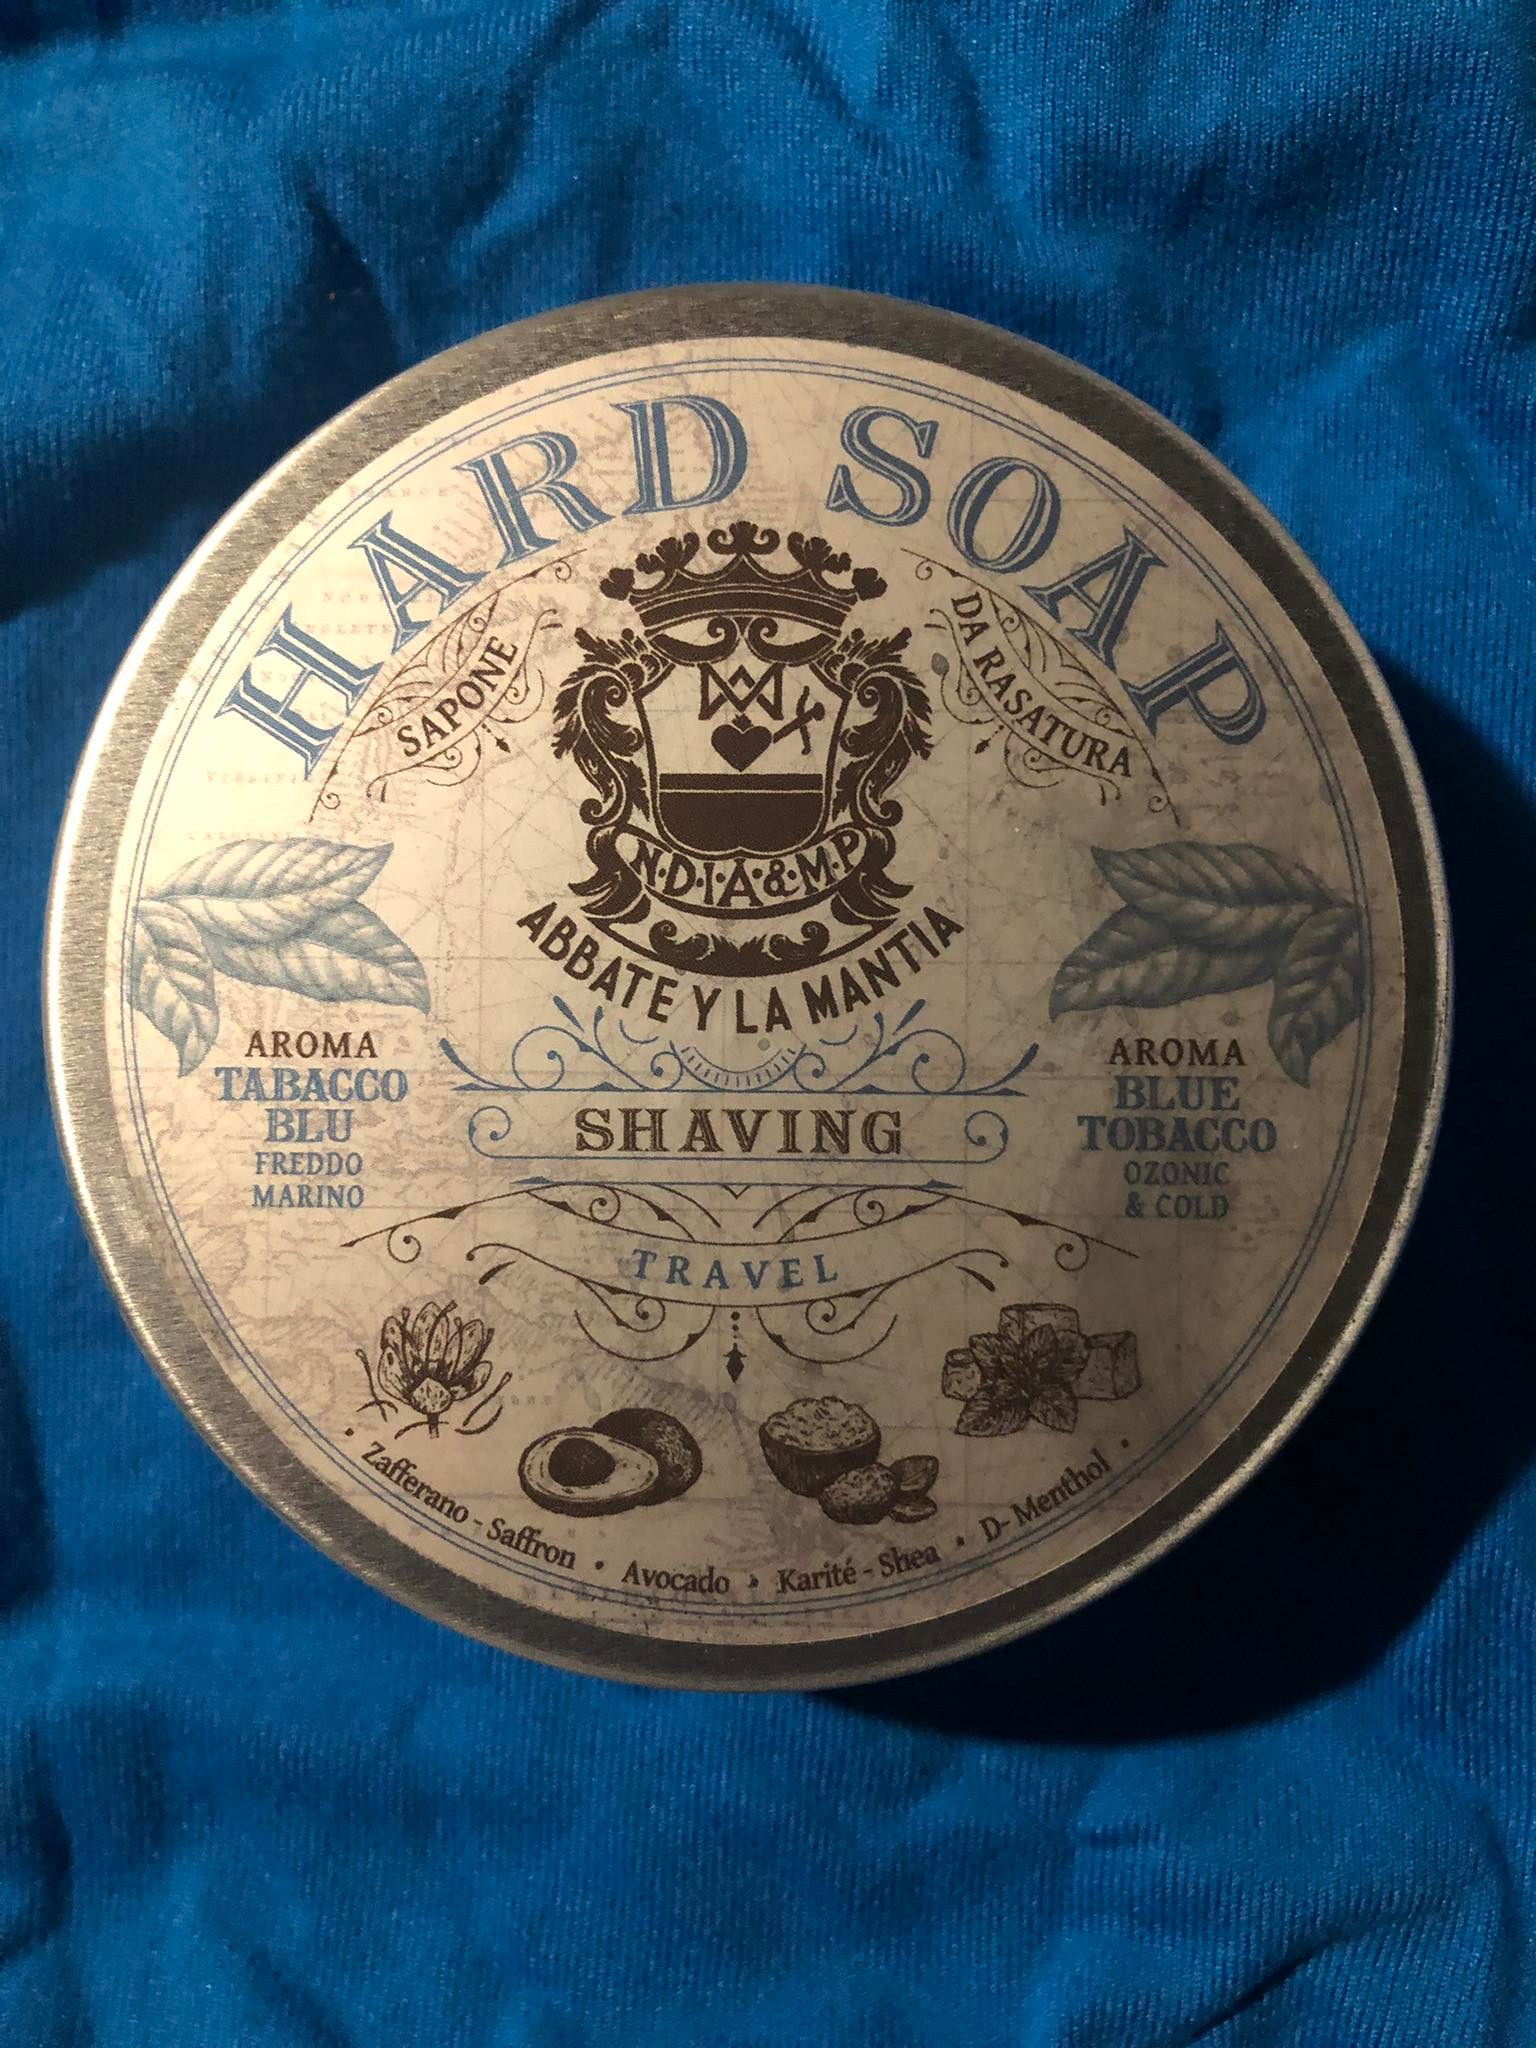 HARD SOAP
SAPONE
DA RASATURA
N·D·I·A·&·M·P
ABBATE Y LA MANTIA
AROMA
TABACCO
BLU
FREDDO
MARINO
AROMA
BLUE
TOBACCO
OZONIC
& COLD
SHAVING
TRAVEL
· Zafferano - Saffron · Avocado · Karité - Shea · D- Menthol ·